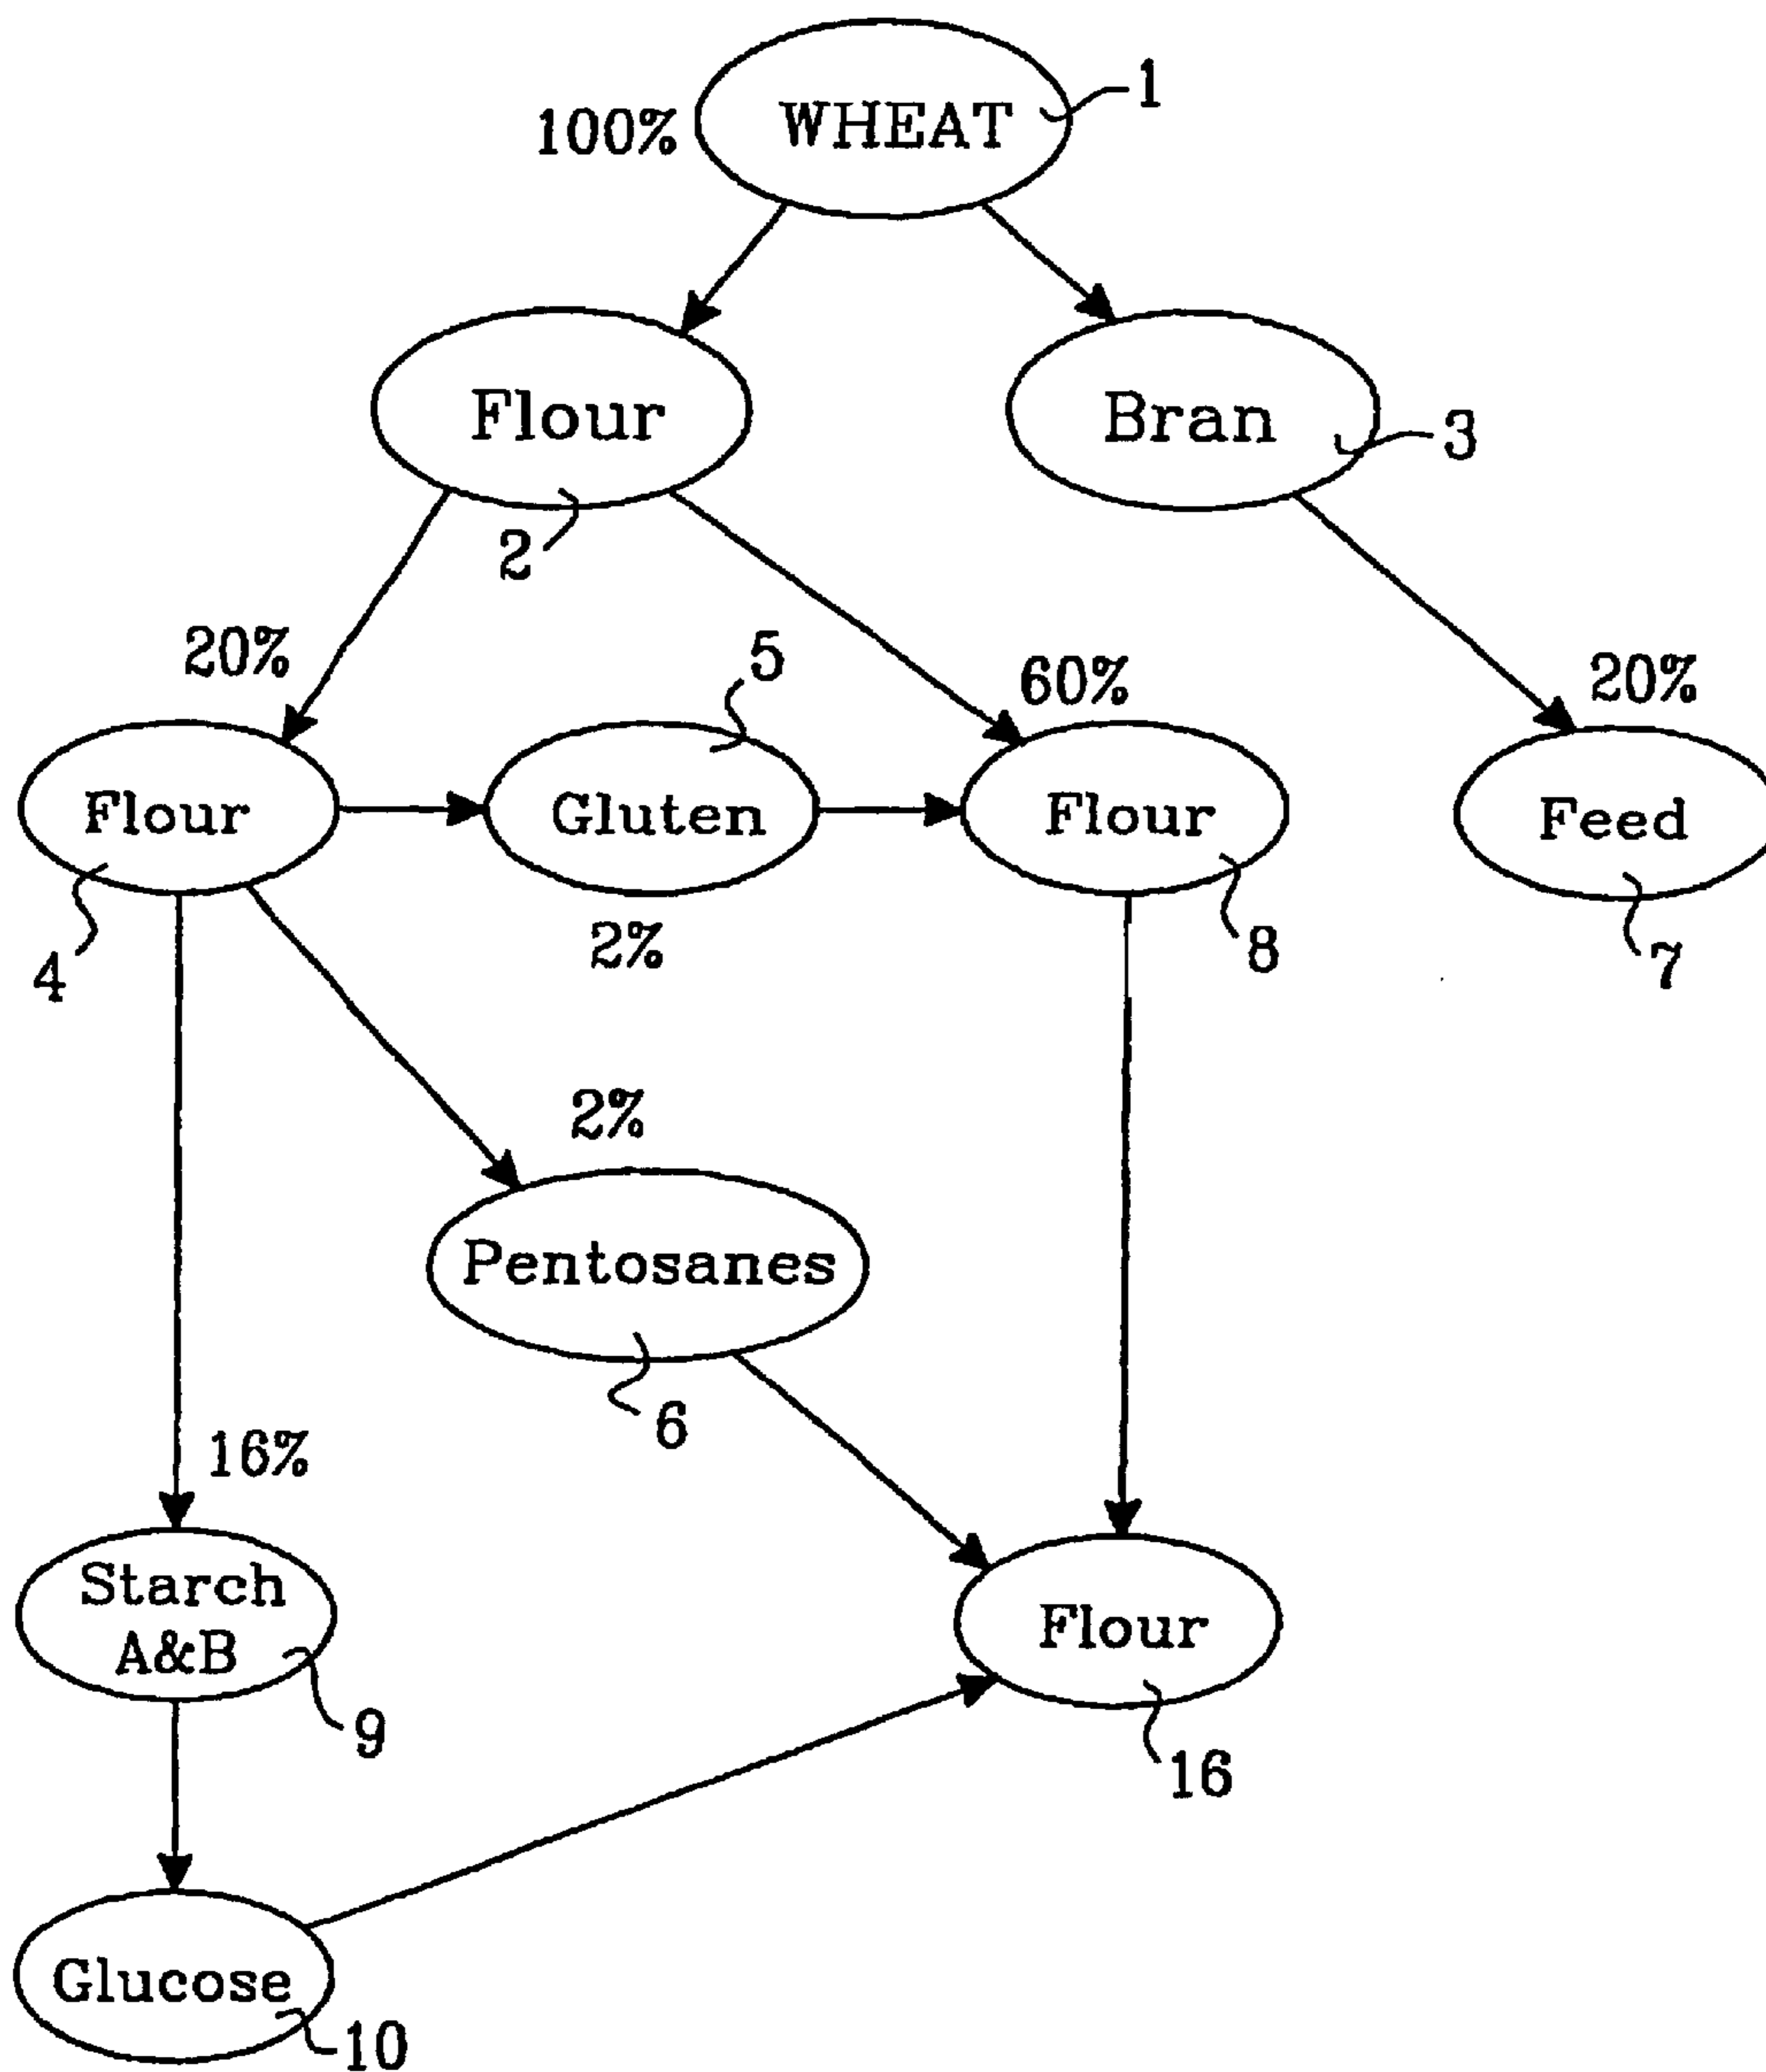 WHEAT
1
100%
Flour
Bran
3
2
20%
5
60%
20%
Flour
Gluten
Flour
Feed
4
2%
8
7
2%
Pentosanes
6
16%
Starch
A&B
Flour
9
16
Glucose
10